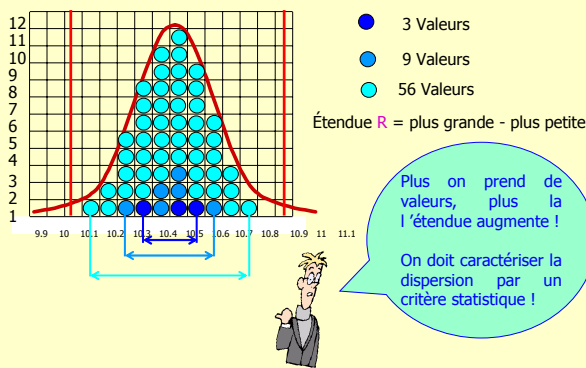 12
11
10
9
8
7
6
5
4
3
2
1
9.9 10 10.1 10.2 10.3 10.4 10.5 10.6 10.7 10.8 10.9 11 11.1
3 Valeurs
9 Valeurs
56 Valeurs
Étendue R = plus grande - plus petite
Plus on prend de
valeurs, plus la
l 'étendue augmente !
On doit caractériser la
dispersion par un
critère statistique !